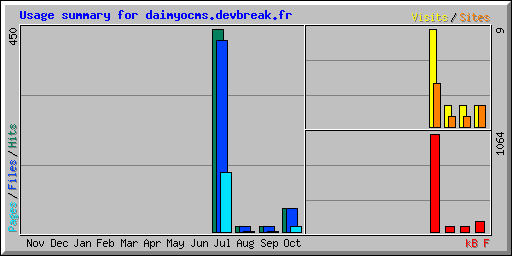 Usage summary for daimyocms.devbreak.fr
Visits/Sites
450
9
Pages/Files/Hits
1064
Nov Dec Jan Feb Mar Apr May Jun Jul Aug Sep Oct
kB F